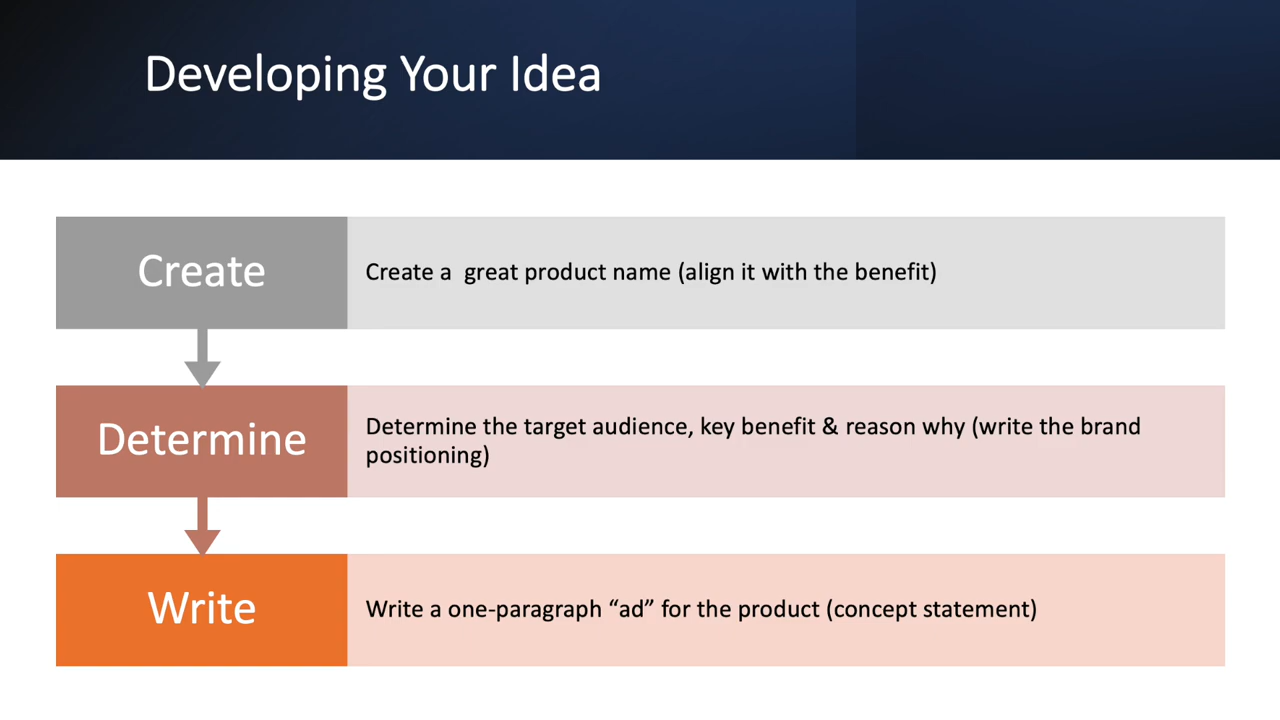 Developing Your Idea
Create
Create a  great product name (align it with the benefit)
Determine
Determine the target audience, key benefit & reason why (write the brand
positioning)
Write
Write a one-paragraph “ad” for the product (concept statement)